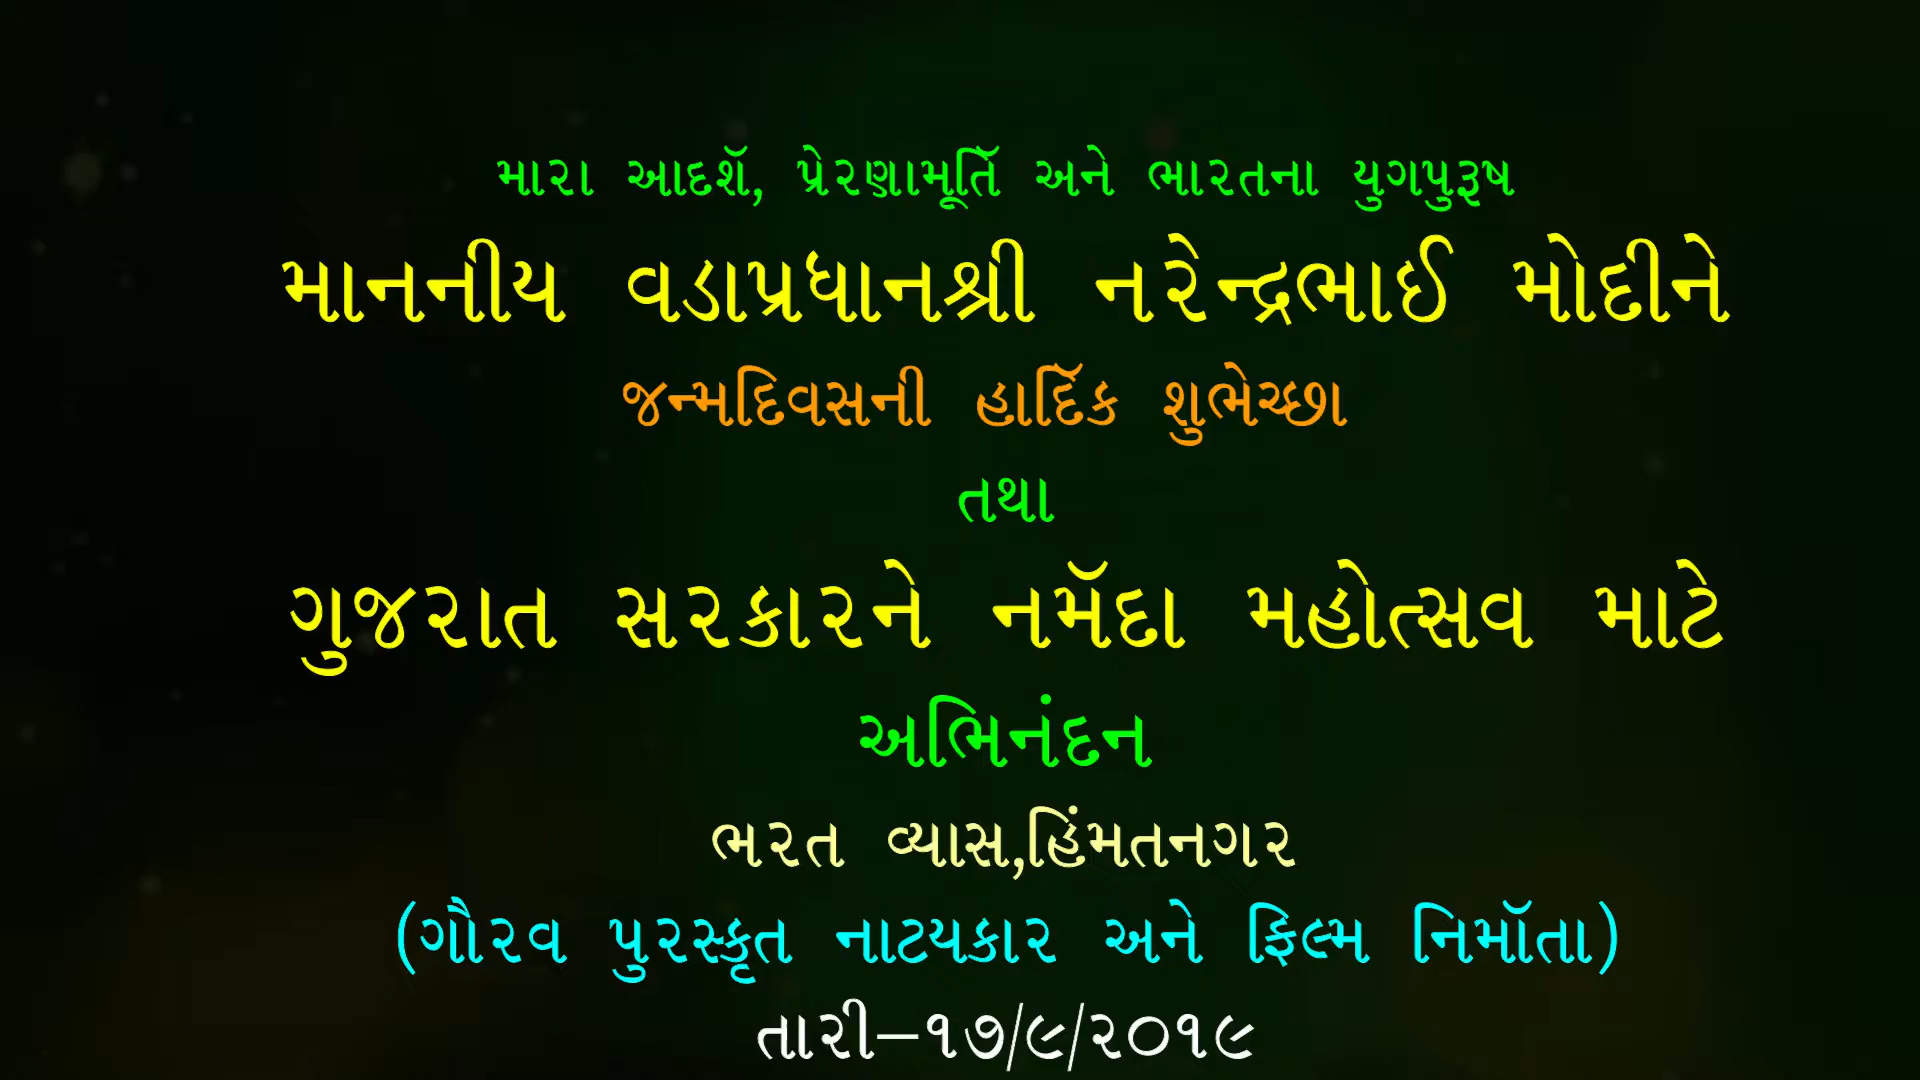 મારા આદર્શ, પ્રેરણામૂર્તિ અને ભારતના યુગપુરૂષ
માનનીય વડાપ્રધાનશ્રી નરેન્દ્રભાઈ મોદીને
જન્મદિવસની હાર્દિક શુભેચ્છા
તથા
ગુજરાત સરકારને નર્મદા મહોત્સવ માટે
અભિનંદન
ભરત વ્યાસ,હિંમતનગર
(ગૌરવ પુરસ્કૃત નાટયકાર અને ફિલ્મ નિર્માતા)
તારી–૧૭/૯/૨૦૧૯